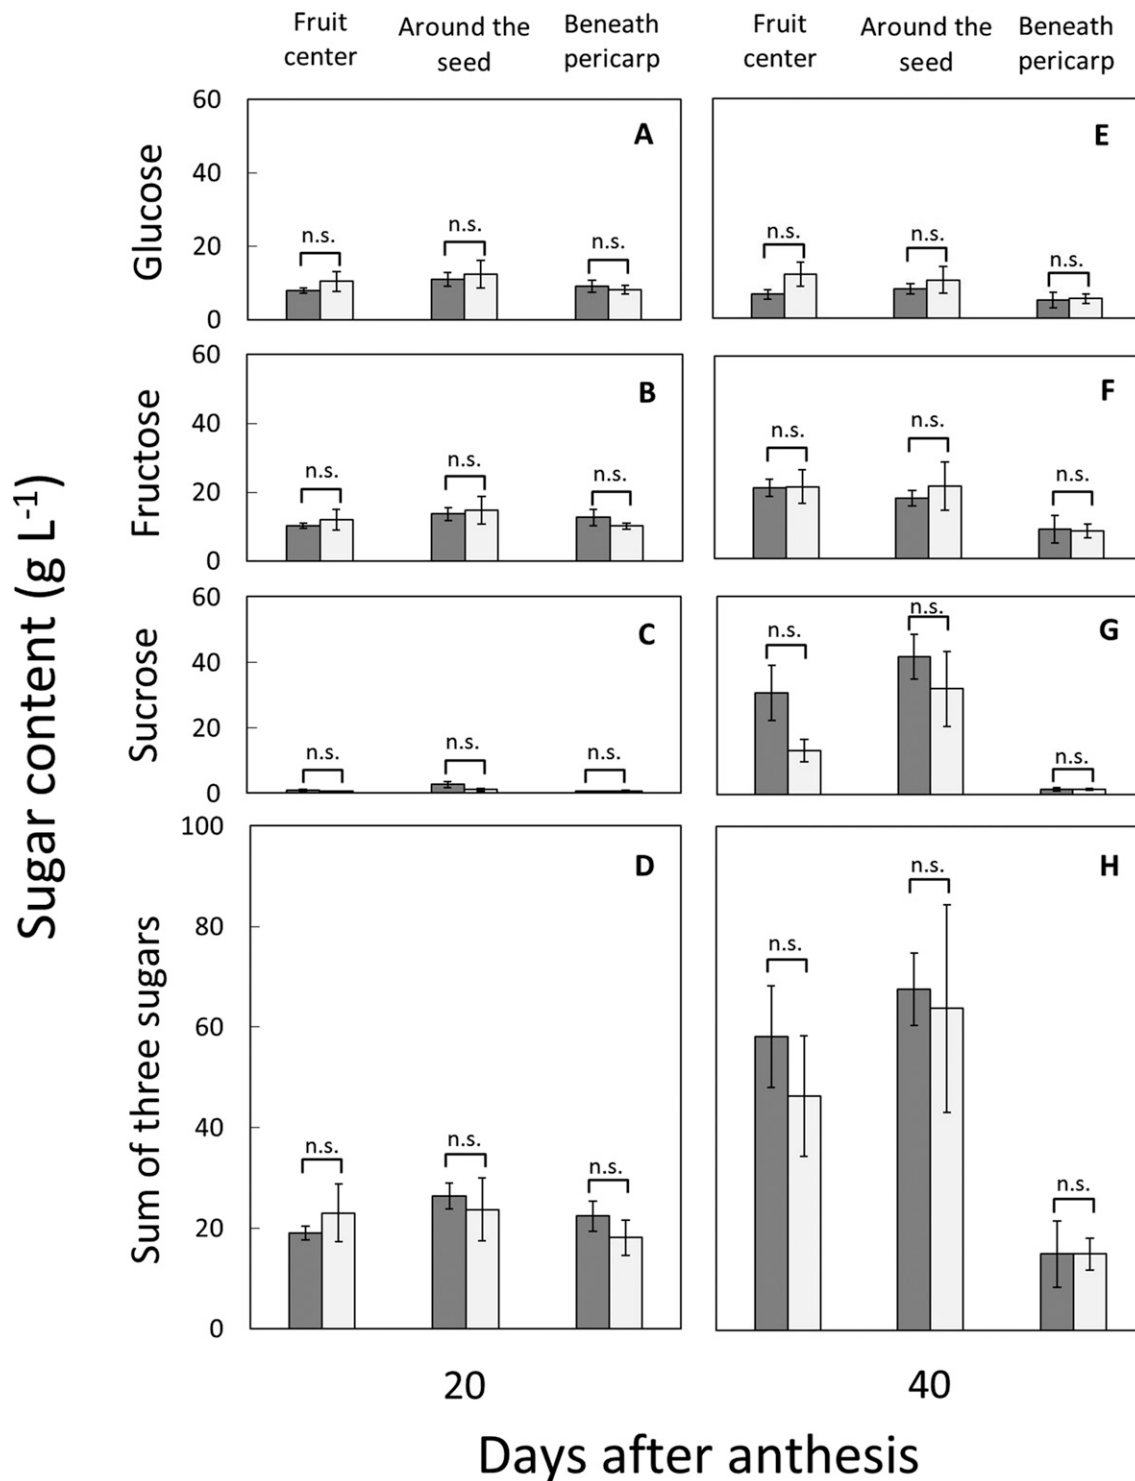 Fruit center
Around the seed
Beneath pericarp
Fruit center
Around the seed
Beneath pericarp
Sugar content (g L-1)
Glucose
60
40
20
0
A
n.s.
n.s.
n.s.
E
n.s.
n.s.
n.s.
Fructose
60
40
20
0
B
n.s.
n.s.
n.s.
F
n.s.
n.s.
n.s.
Sucrose
60
40
20
0
C
n.s.
n.s.
n.s.
G
n.s.
n.s.
n.s.
Sum of three sugars
100
80
60
40
20
0
D
n.s.
n.s.
n.s.
H
n.s.
n.s.
n.s.
20
40
Days after anthesis